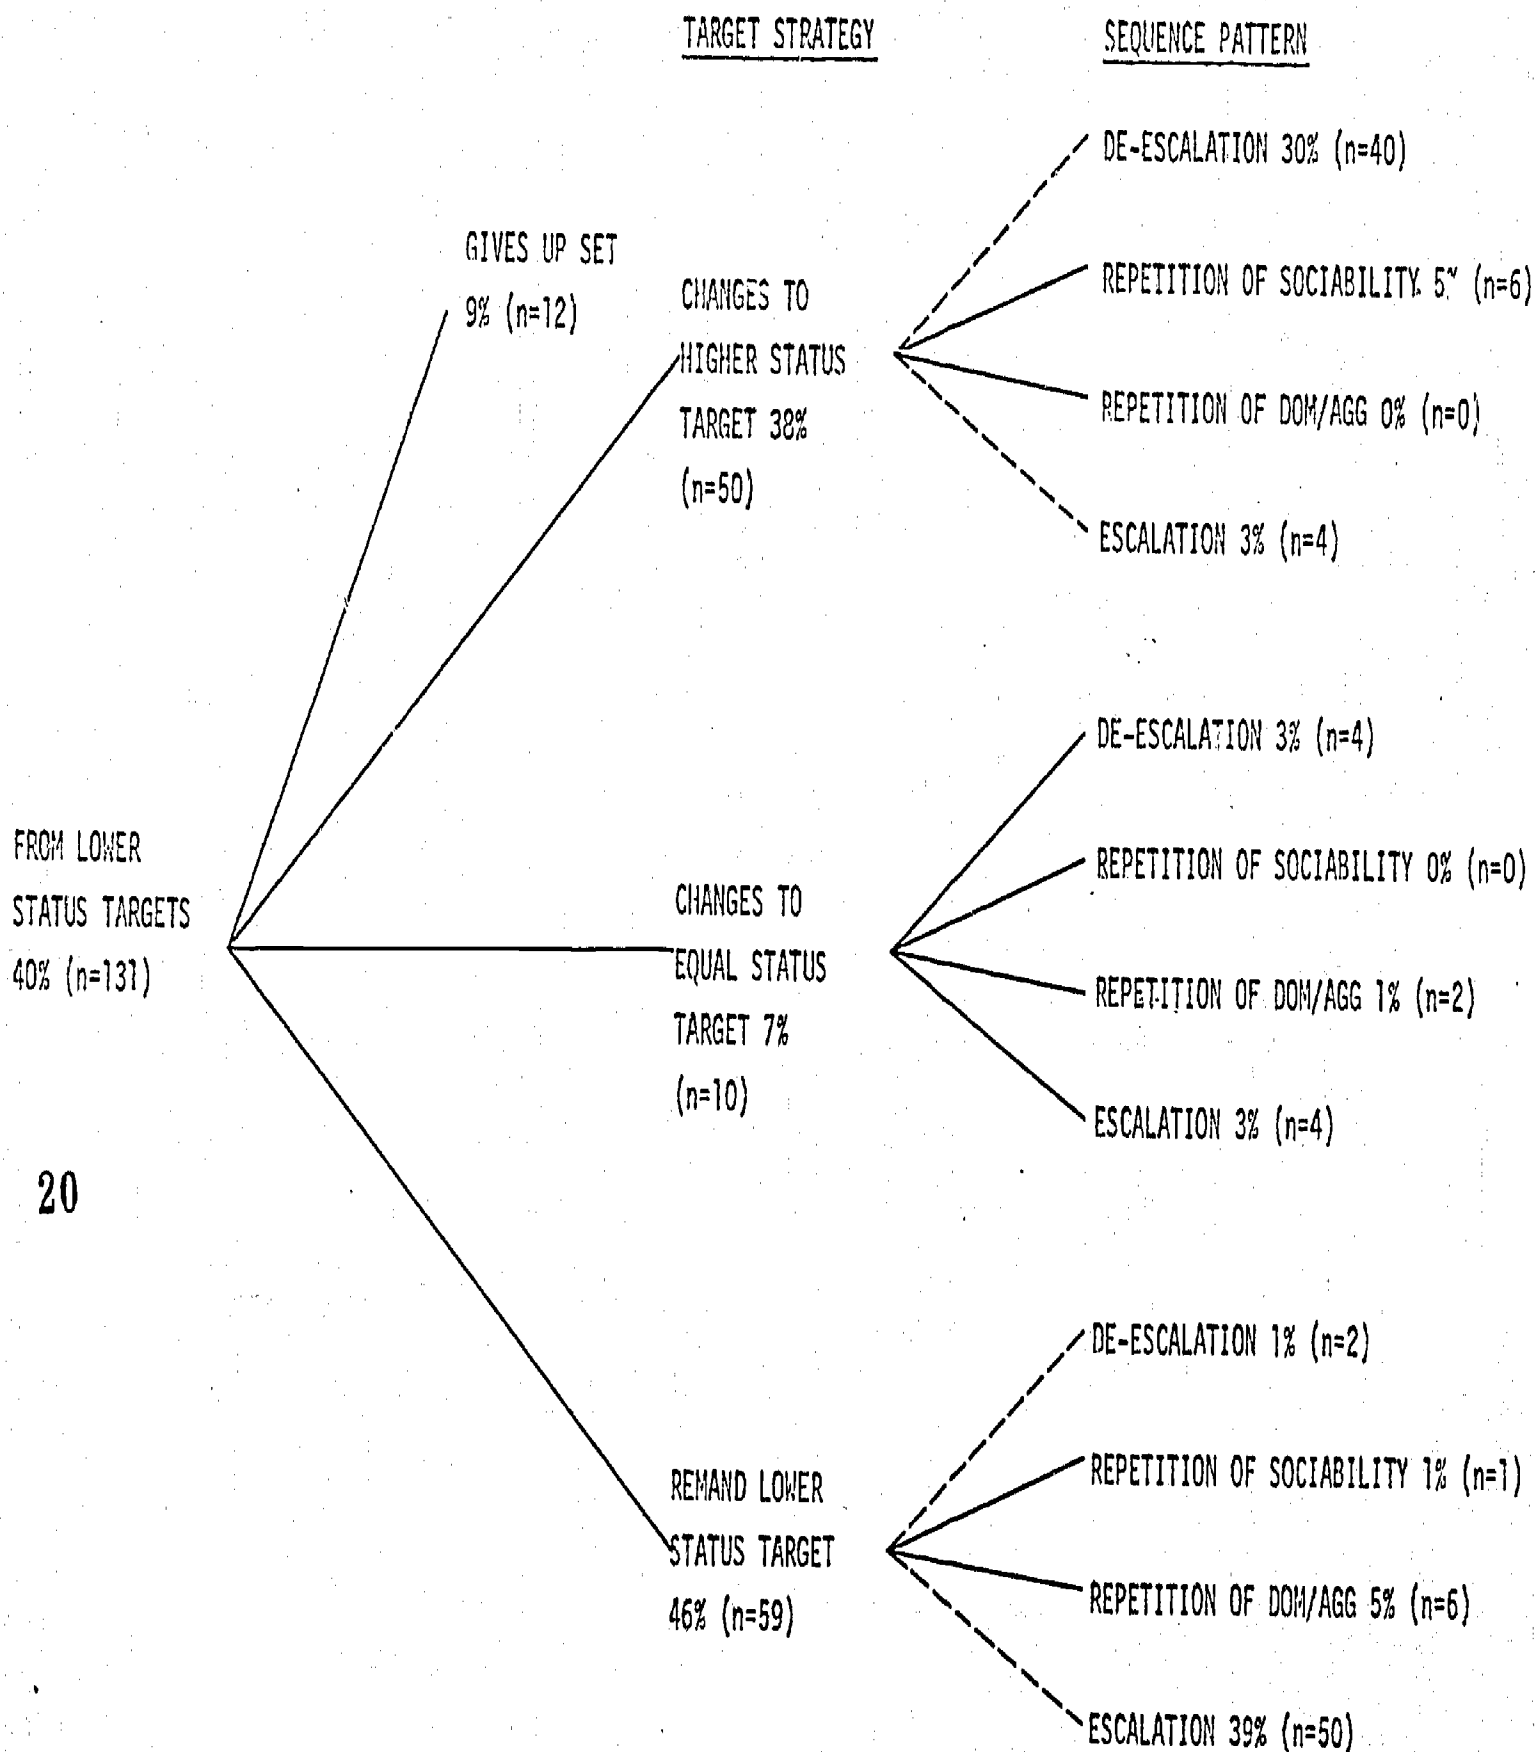 TARGET STRATEGY
SEQUENCE PATTERN
DE-ESCALATION 30% (n=40)
GIVES UP SET
9% (n=12)
REPETITION OF SOCIABILITY 5% (n=6)
CHANGES TO
HIGHER STATUS
TARGET 38%
(n=50)
REPETITION OF DOM/AGG 0% (n=0)
ESCALATION 3% (n=4)
DE-ESCALATION 3% (n=4)
FROM LOWER
STATUS TARGETS
40% (n=131)
REPETITION OF SOCIABILITY 0% (n=0)
CHANGES TO
EQUAL STATUS
TARGET 7%
(n=10)
REPETITION OF DOM/AGG 1% (n=2)
ESCALATION 3% (n=4)
20
DE-ESCALATION 1% (n=2)
REPETITION OF SOCIABILITY 1% (n=1)
REMAND LOWER
STATUS TARGET
46% (n=59)
REPETITION OF DOM/AGG 5% (n=6)
ESCALATION 39% (n=50)